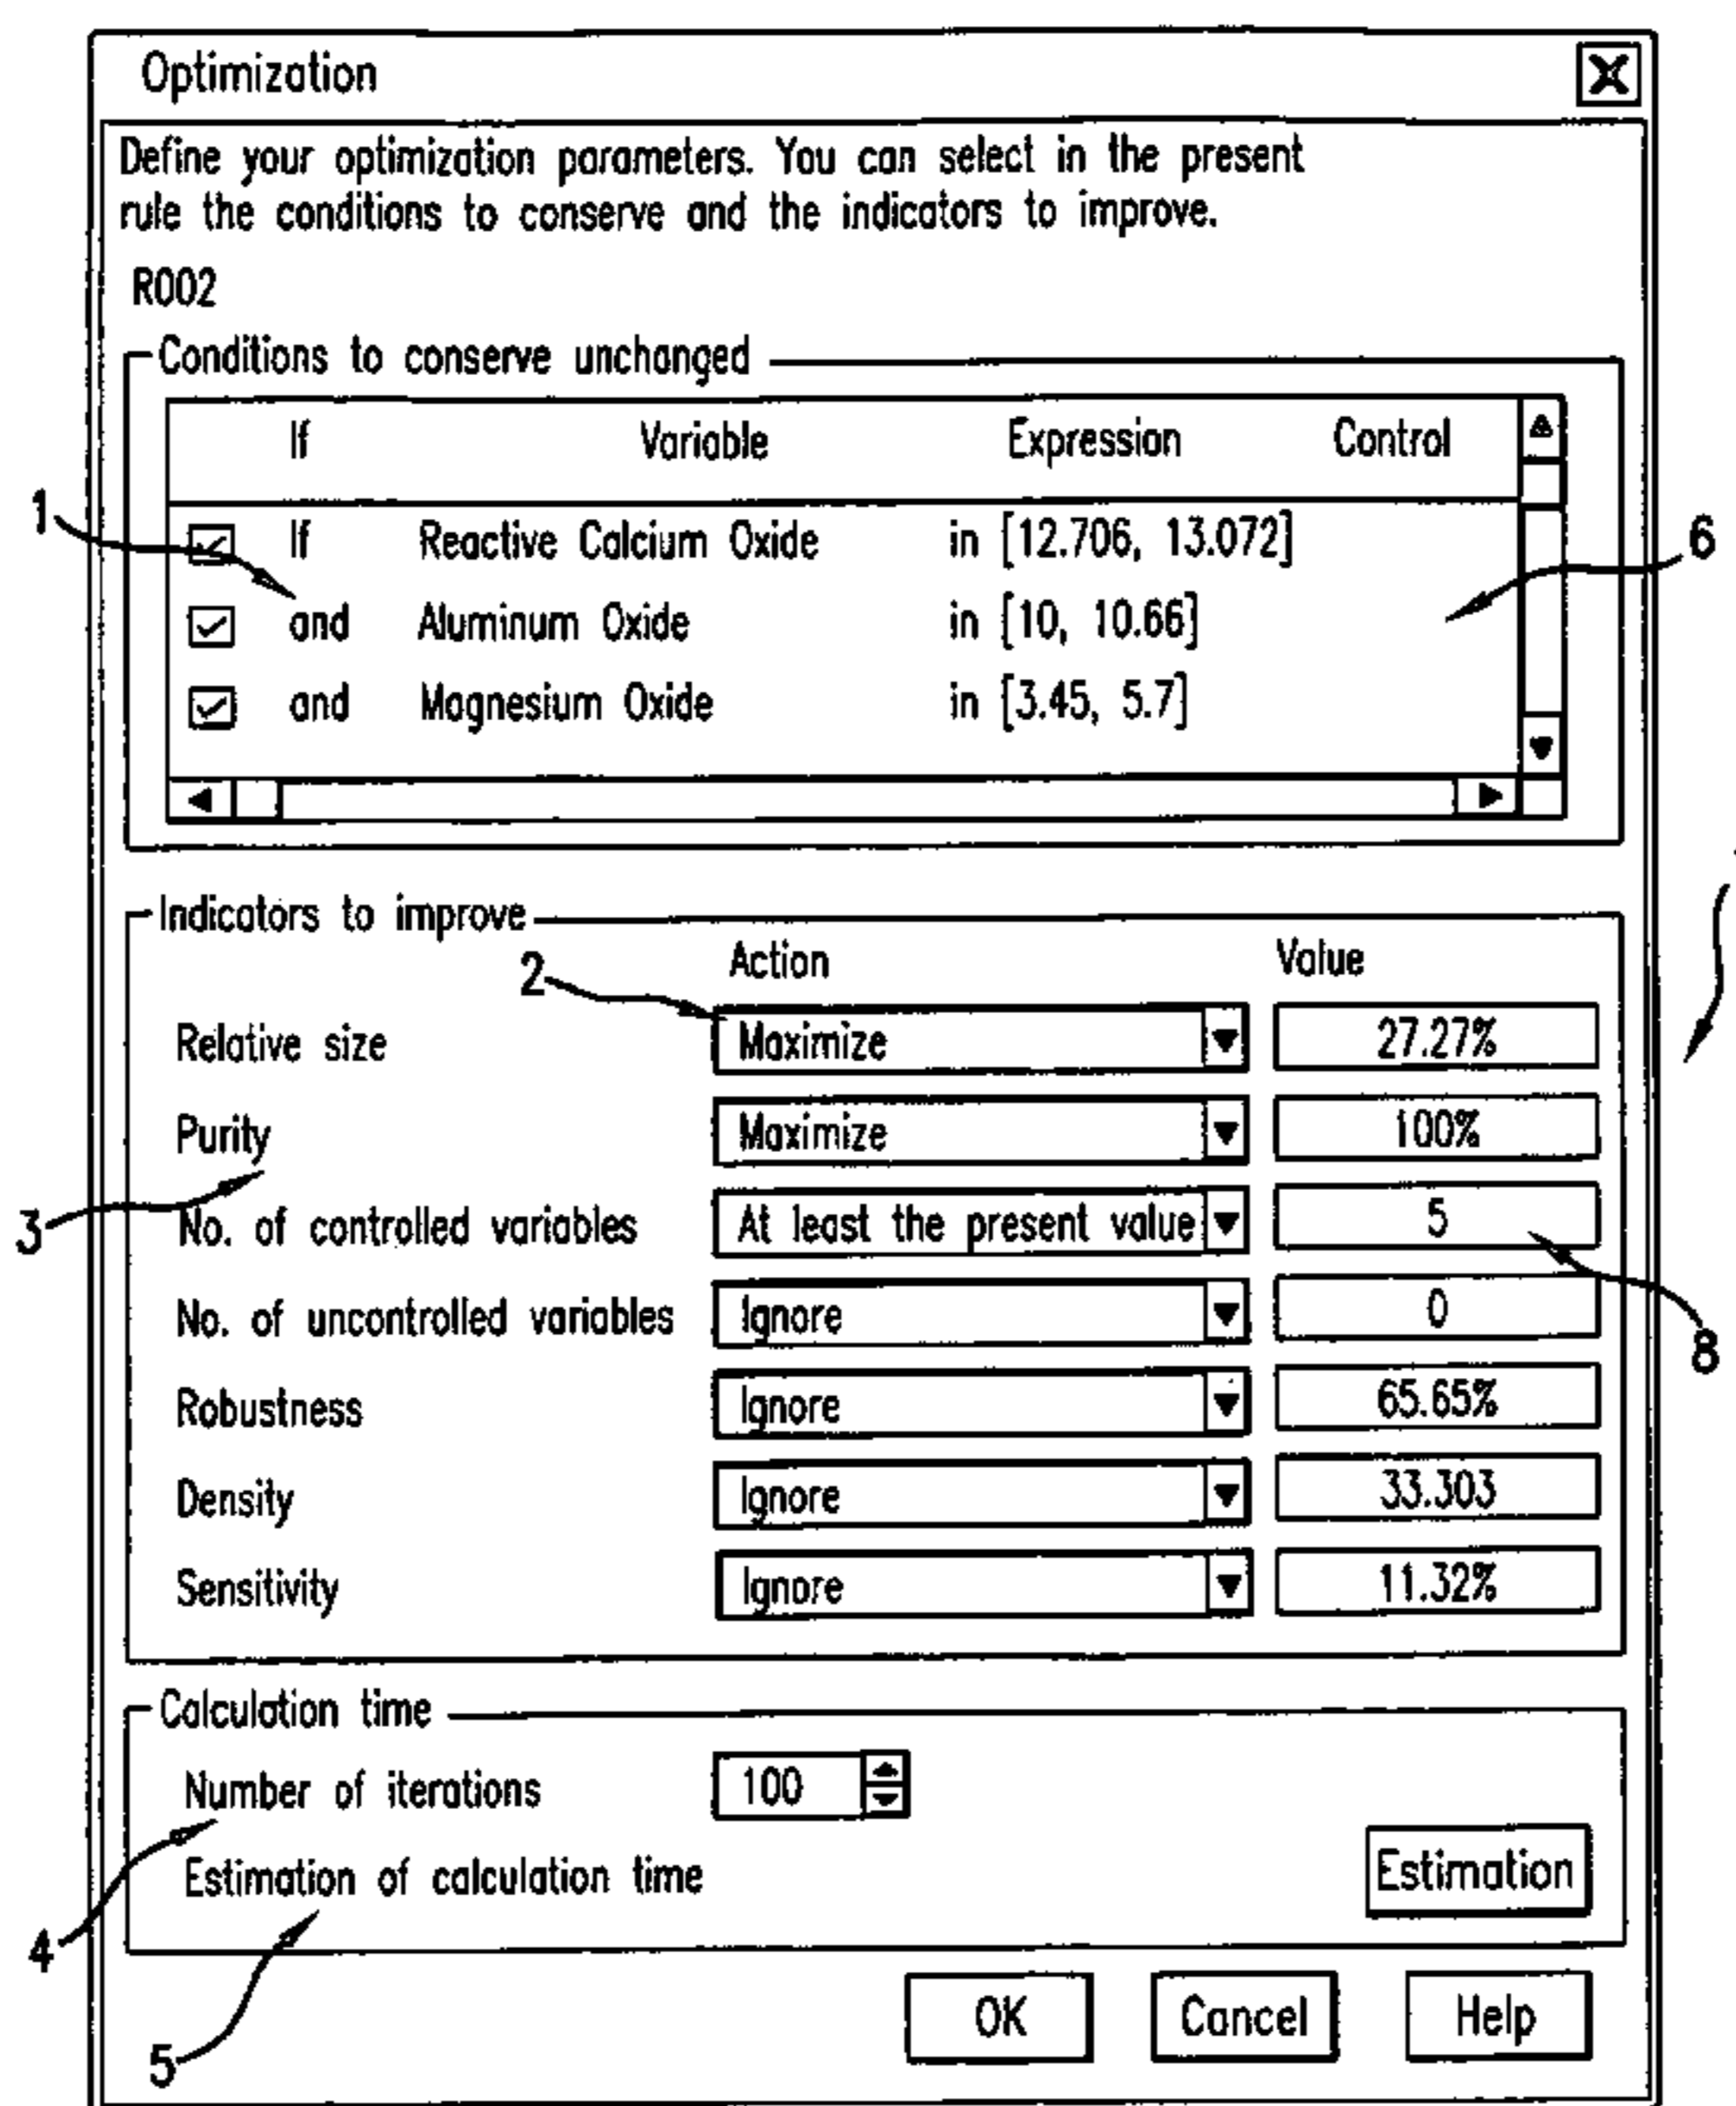 Optimization
Define your optimization parameters. You can select in the present
rule the conditions to conserve and the indicators to improve.
R002
Conditions to conserve unchanged
If Variable Expression Control
1
If Reactive Calcium Oxide in [12.706, 13.072]
6
and Aluminum Oxide in [10, 10.66]
and Magnesium Oxide in [3.45, 5.7]
Indicators to improve
Action Value
2
Relative size Maximize 27.27%
Purity Maximize 100%
3
No. of controlled variables At least the present value 5
No. of uncontrolled variables Ignore 0
8
Robustness Ignore 65.65%
Density Ignore 33.303
Sensitivity Ignore 11.32%
Calculation time
Number of iterations 100
Estimation of calculation time Estimation
4
OK Cancel Help
5